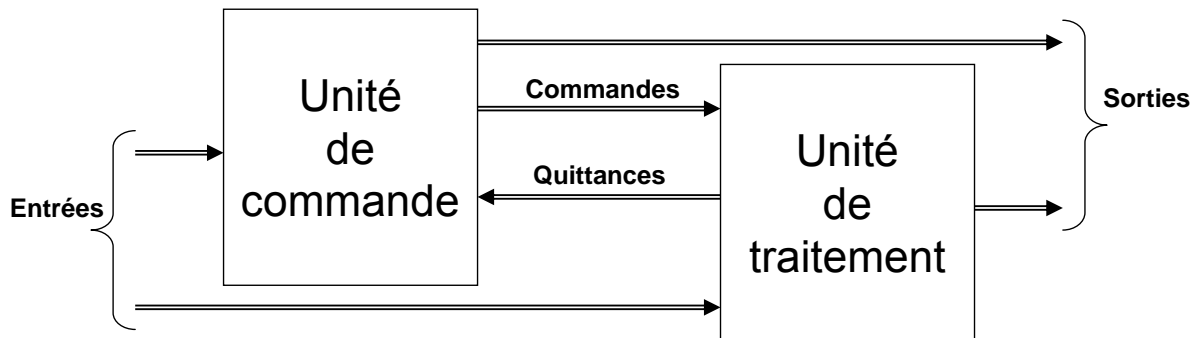 Entrées
Unité
de
commande
Commandes
Quittances
Unité
de
traitement
Sorties